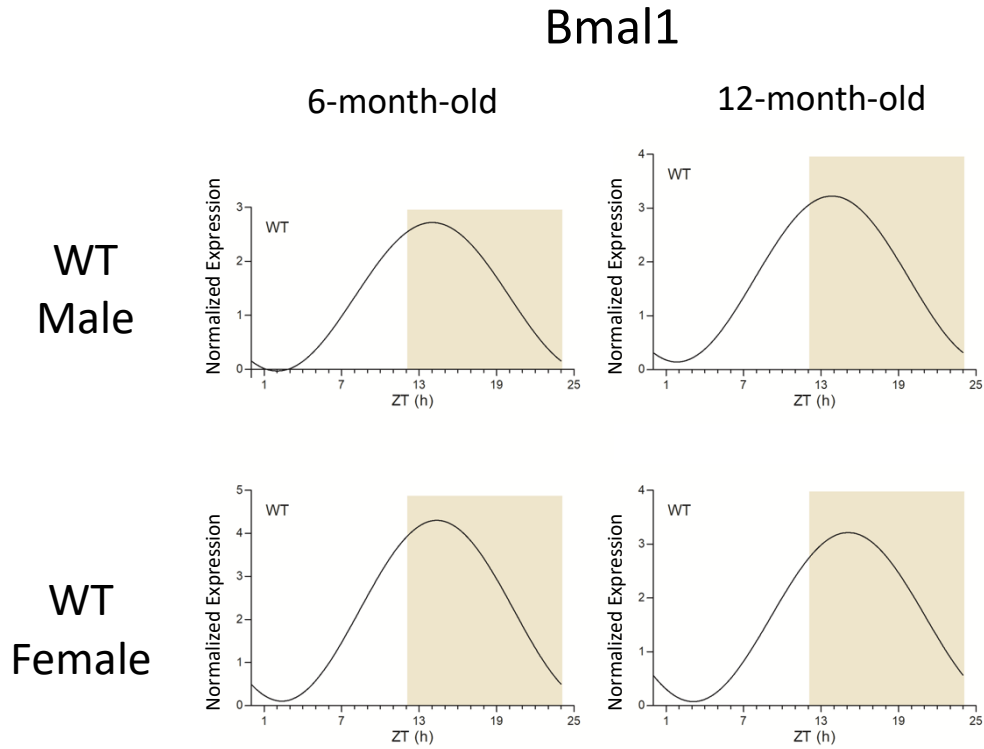 Bmal1
6-month-old
12-month-old
WT
Male
Normalized Expression
3
2
1
0
WT
1
7
13
19
25
ZT (h)
Normalized Expression
4
3
2
1
0
WT
1
7
13
19
25
ZT (h)
WT
Female
Normalized Expression
5
4
3
2
1
0
WT
1
7
13
19
25
ZT (h)
Normalized Expression
4
3
2
1
0
WT
1
7
13
19
25
ZT (h)